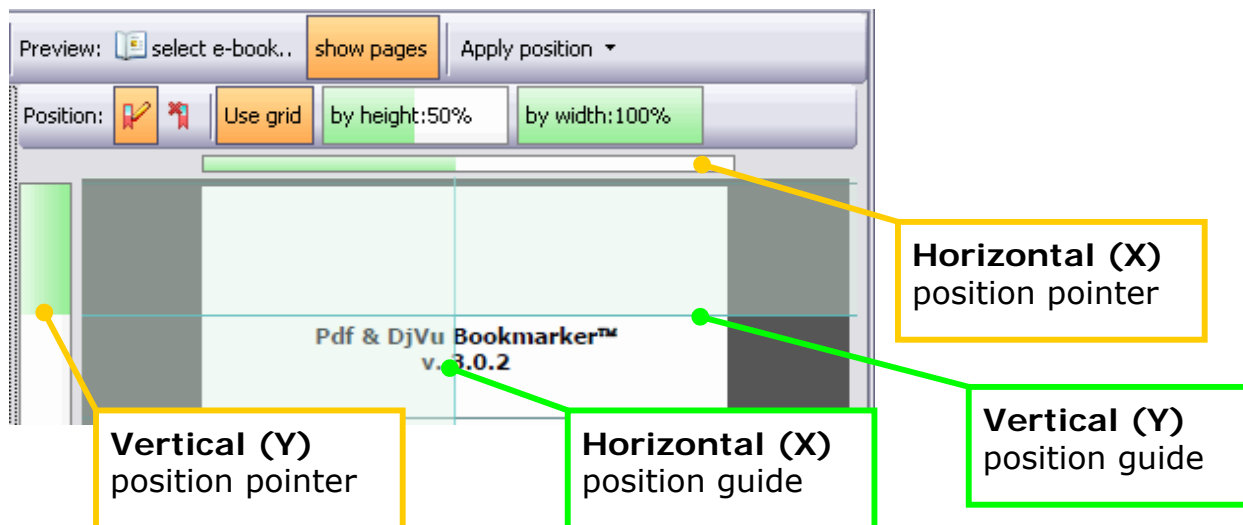 Preview: select e-book.. show pages Apply position
Position: Use grid by height:50% by width:100%
Horizontal (X)
position pointer
Pdf & DjVu Bookmarker™
v. 3.0.2
Vertical (Y)
position guide
Vertical (Y)
position pointer
Horizontal (X)
position guide